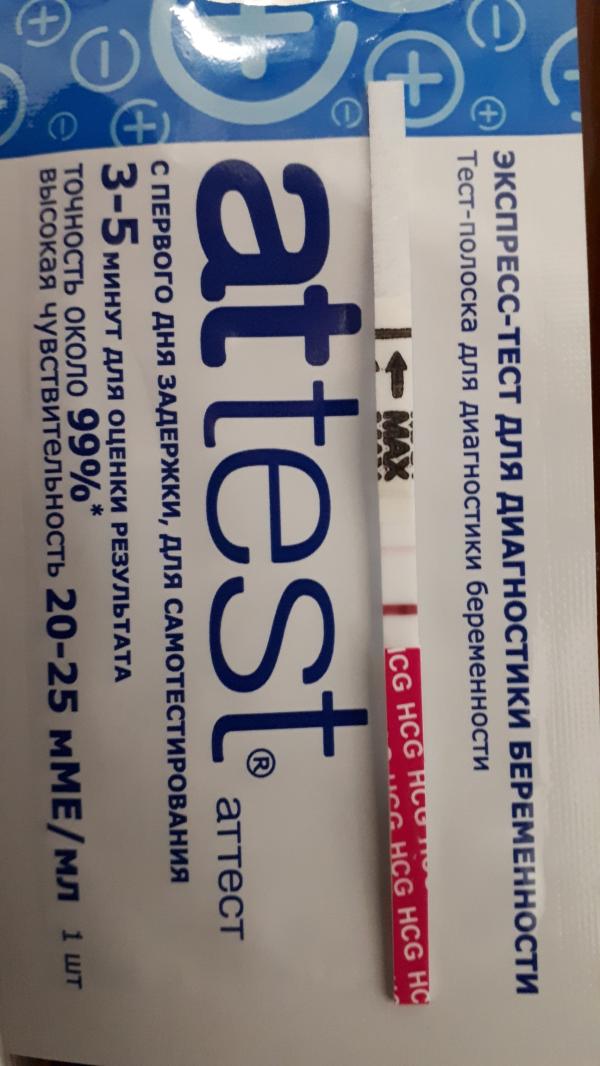 ЭКСПРЕСС-ТЕСТ ДЛЯ ДИАГНОСТИКИ БЕРЕМЕННОСТИ
Тест-полоска для диагностики беременности
attest® аттест
С ПЕРВОГО ДНЯ ЗАДЕРЖКИ, ДЛЯ САМОТЕСТИРОВАНИЯ
3-5 МИНУТ ДЛЯ ОЦЕНКИ РЕЗУЛЬТАТА
ТОЧНОСТЬ ОКОЛО 99%*
ВЫСОКАЯ ЧУВСТВИТЕЛЬНОСТЬ 20-25 мМЕ/мл 1 шт
MAX
HCG HCG
HCG HCG HCG